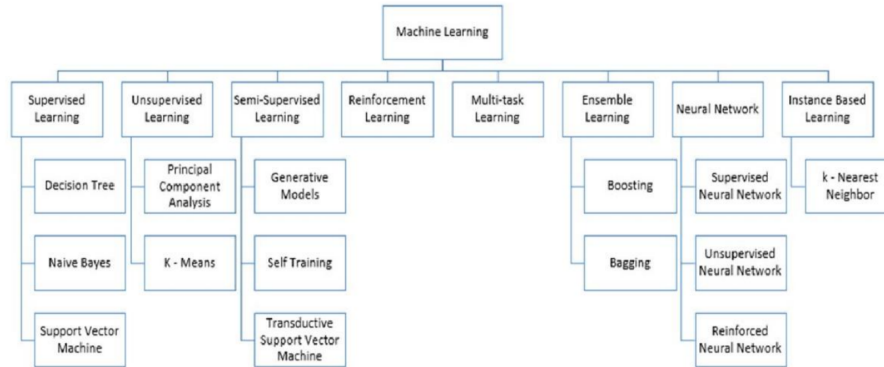 Machine Learning
Supervised
Learning
Unsupervised
Learning
Semi-Supervised
Learning
Reinforcement
Learning
Multi-task
Learning
Ensemble
Learning
Neural Network
Instance Based
Learning
Decision Tree
Principal
Component
Analysis
Generative
Models
Boosting
Supervised
Neural Network
k - Nearest
Neighbor
Naive Bayes
K - Means
Self Training
Bagging
Unsupervised
Neural Network
Support Vector
Machine
Transductive
Support Vector
Machine
Reinforced
Neural Network